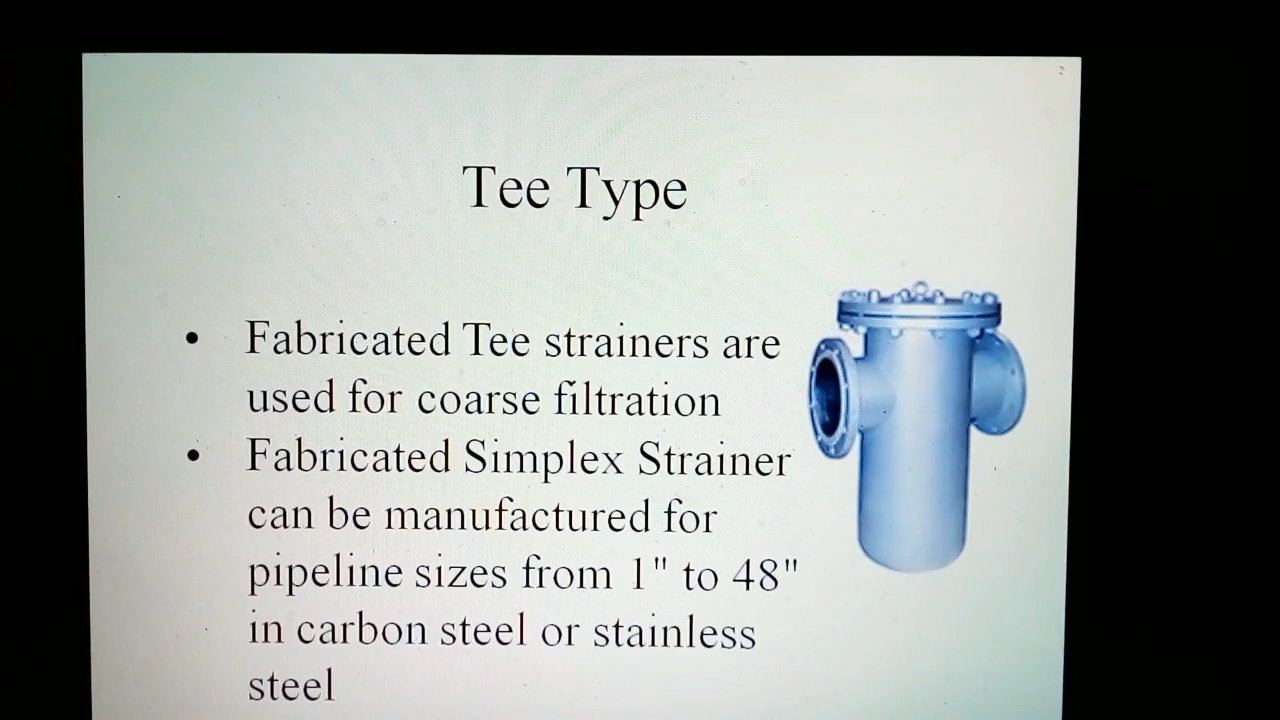 Tee Type
• Fabricated Tee strainers are
used for coarse filtration
• Fabricated Simplex Strainer
can be manufactured for
pipeline sizes from 1" to 48"
in carbon steel or stainless
steel